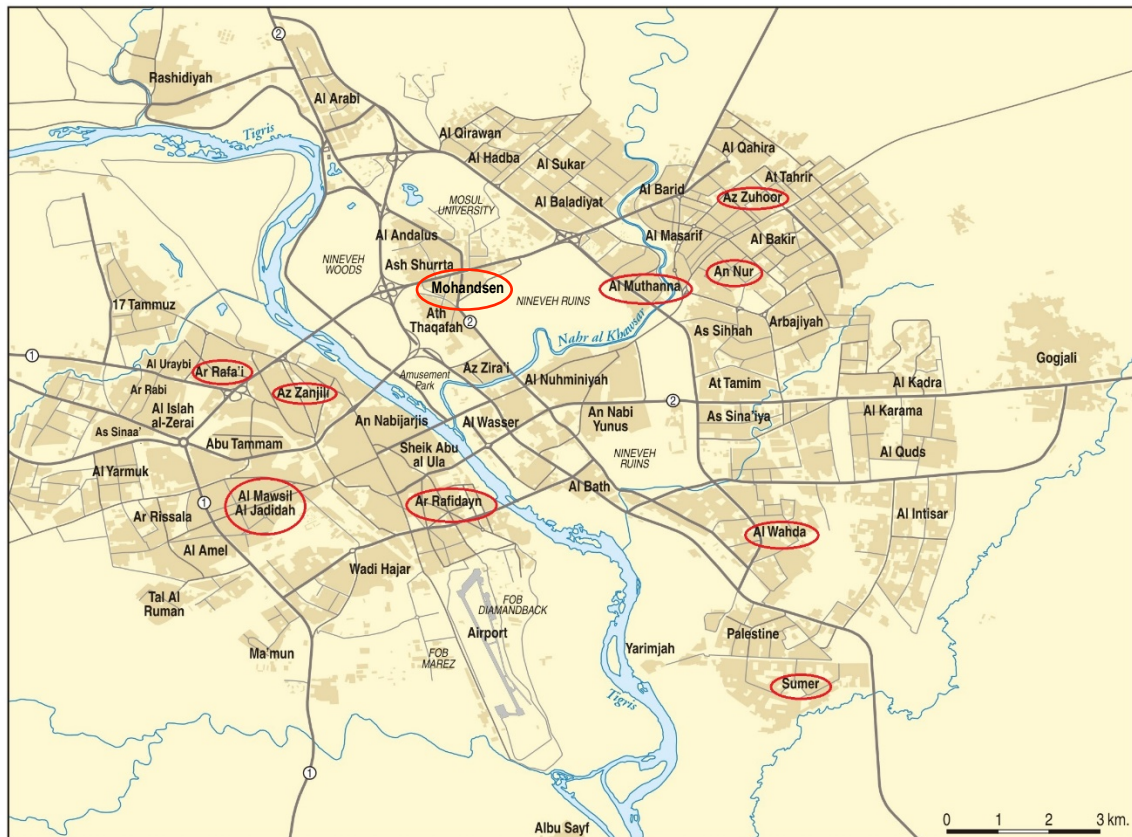 2
Rashidiyah
Al Arabi
Tigris
Al Qirawan
Al Hadba
Al Sukar
Al Qahira
At Tahrir
Al Barid
Az Zuhoor
MOSUL
UNIVERSITY
Al Baladiyat
Al Andalus
Al Masarif
Al Bakir
NINEVEH
WOODS
Ash Shurrta
An Nur
Mohandsen
NINEVEH RUINS
Al Muthanna
17 Tammuz
Ath
Thaqafah
2
Nahr al Khawsar
As Sihhah
Arbajiyah
1
Al Uraybi
Ar Rafa'i
Az Zira'i
Gogjali
Amusement
Park
Al Nuhminiyah
At Tamim
Al Kadra
Ar Rabi
Az Zanjili
2
Al Islah
al-Zerai
An Nabijarjis
Al Wasser
An Nabi
Yunus
As Sina'iya
Al Karama
As Sinaa'
Abu Tammam
Sheik Abu
al Ula
NINEVEH
RUINS
Al Quds
Al Yarmuk
Al Bath
Al Mawsil
Al Jadidah
1
Ar Rafidayn
Ar Rissala
Al Intisar
Al Wahda
Al Amel
Wadi Hajar
Tal Al
Ruman
FOB
DIAMANDBACK
Airport
Palestine
Ma'mun
FOB
MAREZ
Yarimjah
Sumer
Tigris
1
Albu Sayf
0 1 2 3 km.